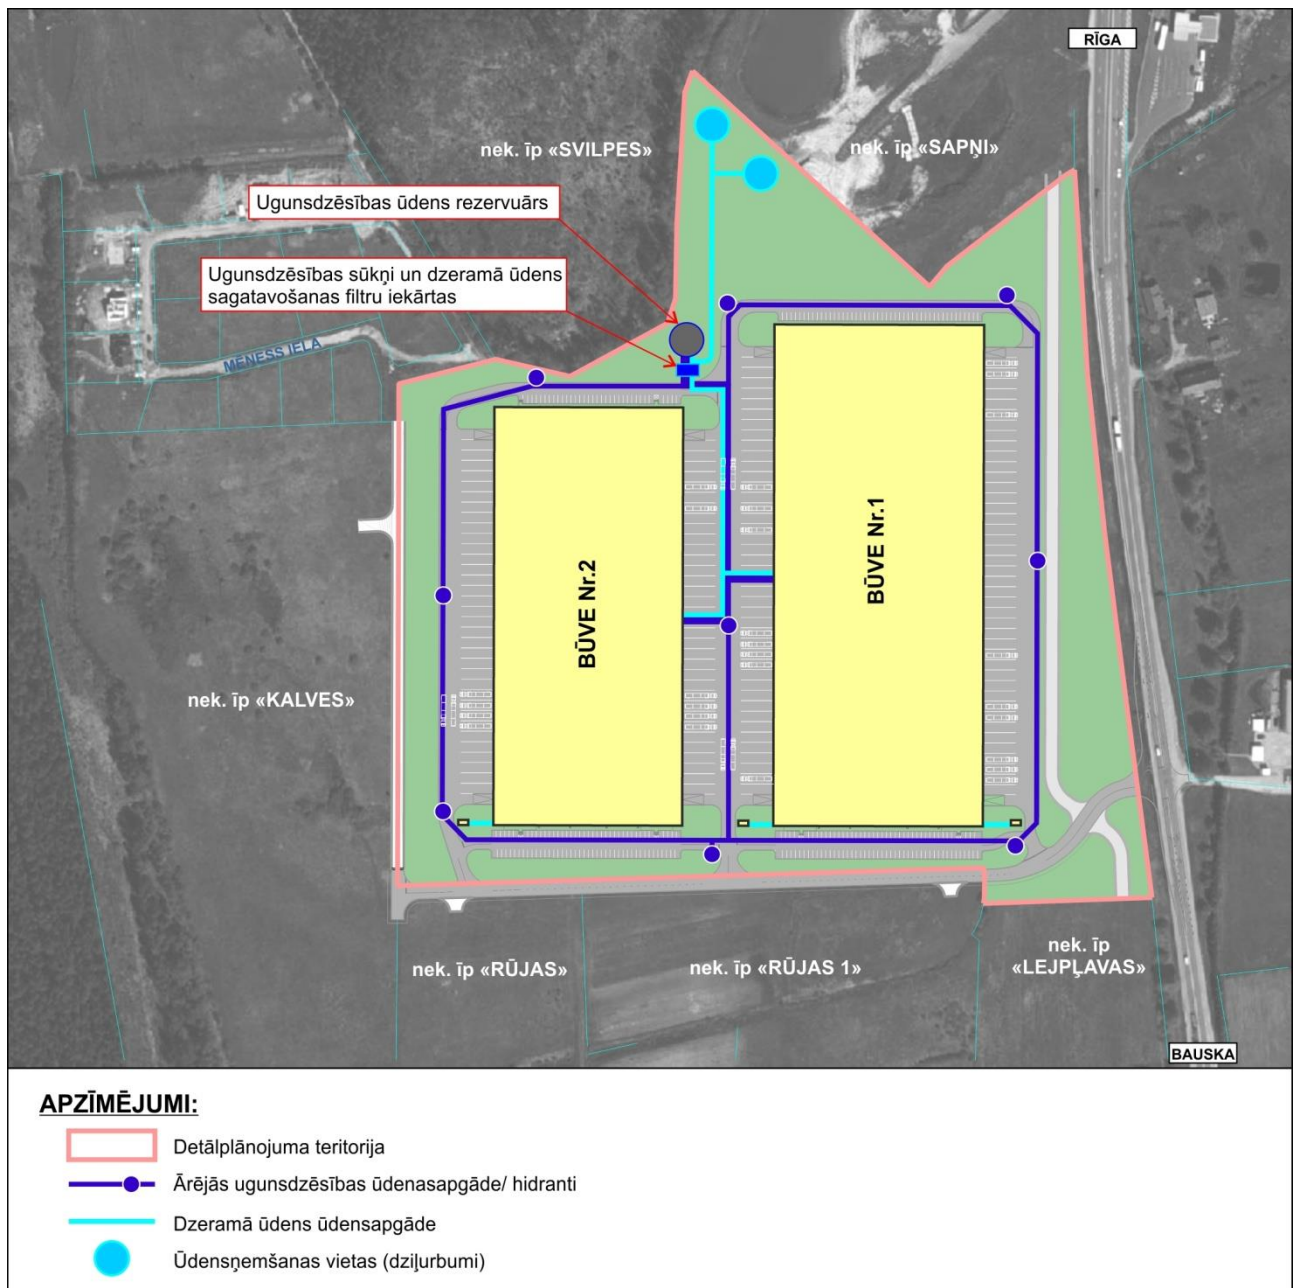 RĪGA
nek. īp «SVILPES»
nek. īp «SAPŅI»
Ugunsdzēsības ūdens rezervuārs
Ugunsdzēsības sūkņi un dzeramā ūdens
sagatavošanas filtru iekārtas
MĒNESS IELA
BŪVE Nr.1
BŪVE Nr.2
nek. īp «KALVES»
nek. īp «RŪJAS»
nek. īp «RŪJAS 1»
nek. īp
«LEJPĻAVAS»
BAUSKA
APZĪMĒJUMI:
Detālplānojuma teritorija
Ārējās ugunsdzēsības ūdenasapgāde/ hidranti
Dzeramā ūdens ūdensapgāde
Ūdensņemšanas vietas (dziļurbumi)